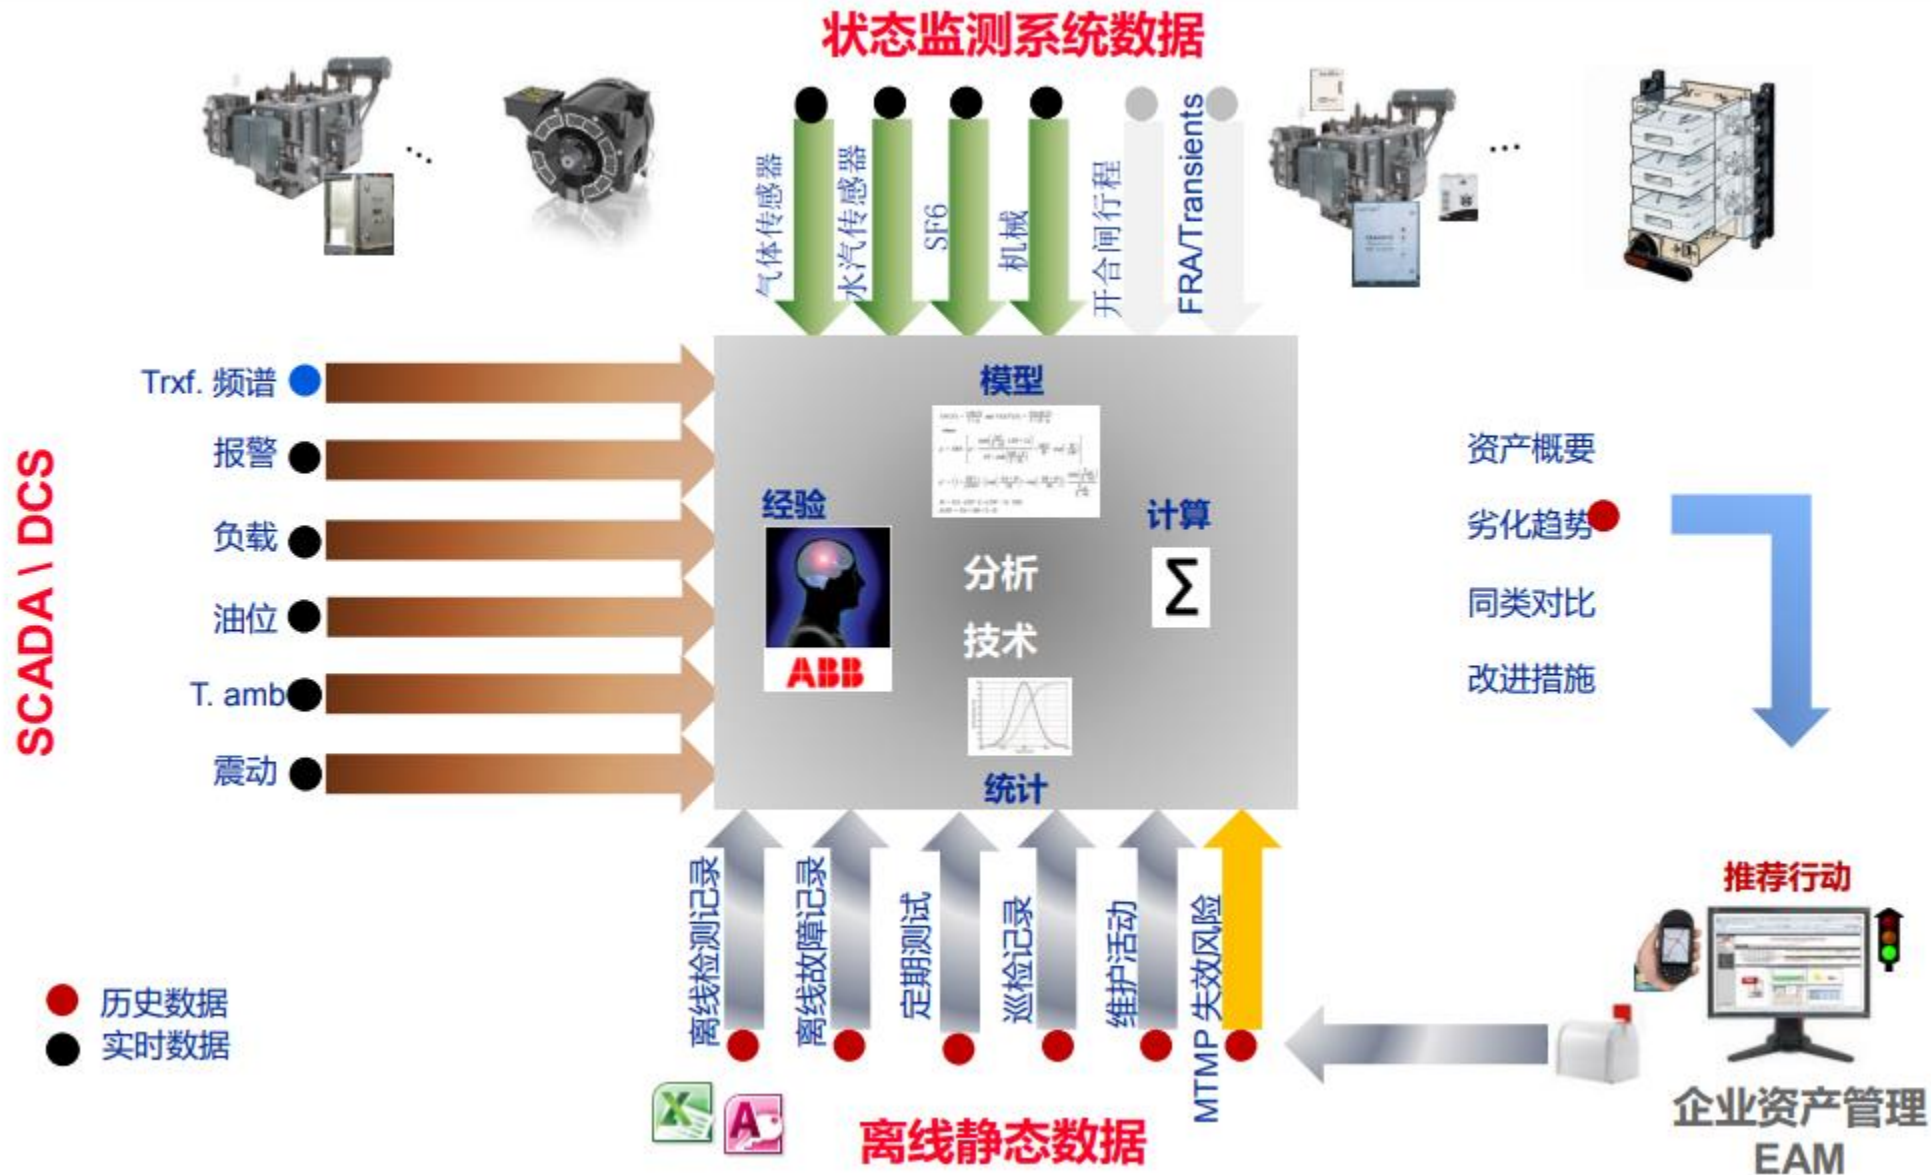 状态监测系统数据
气体传感器
水汽传感器
SF6
机械
开合闸行程
FRA/Transients
SCADA \ DCS
Trxf. 频谱
报警
负载
油位
T. amb
震动
模型
经验
ABB
分析
技术
计算
Σ
统计
资产概要
劣化趋势
同类对比
改进措施
离线检测记录
离线故障记录
定期测试
巡检记录
维护活动
MTMP 失效风险
历史数据
实时数据
离线静态数据
推荐行动
企业资产管理
EAM